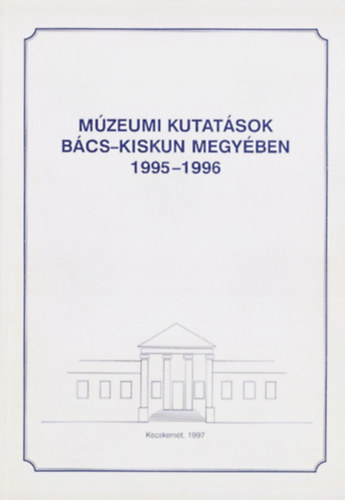 MÚZEUMI KUTATÁSOK
BÁCS–KISKUN MEGYÉBEN
1995–1996
Kecskemét, 1997